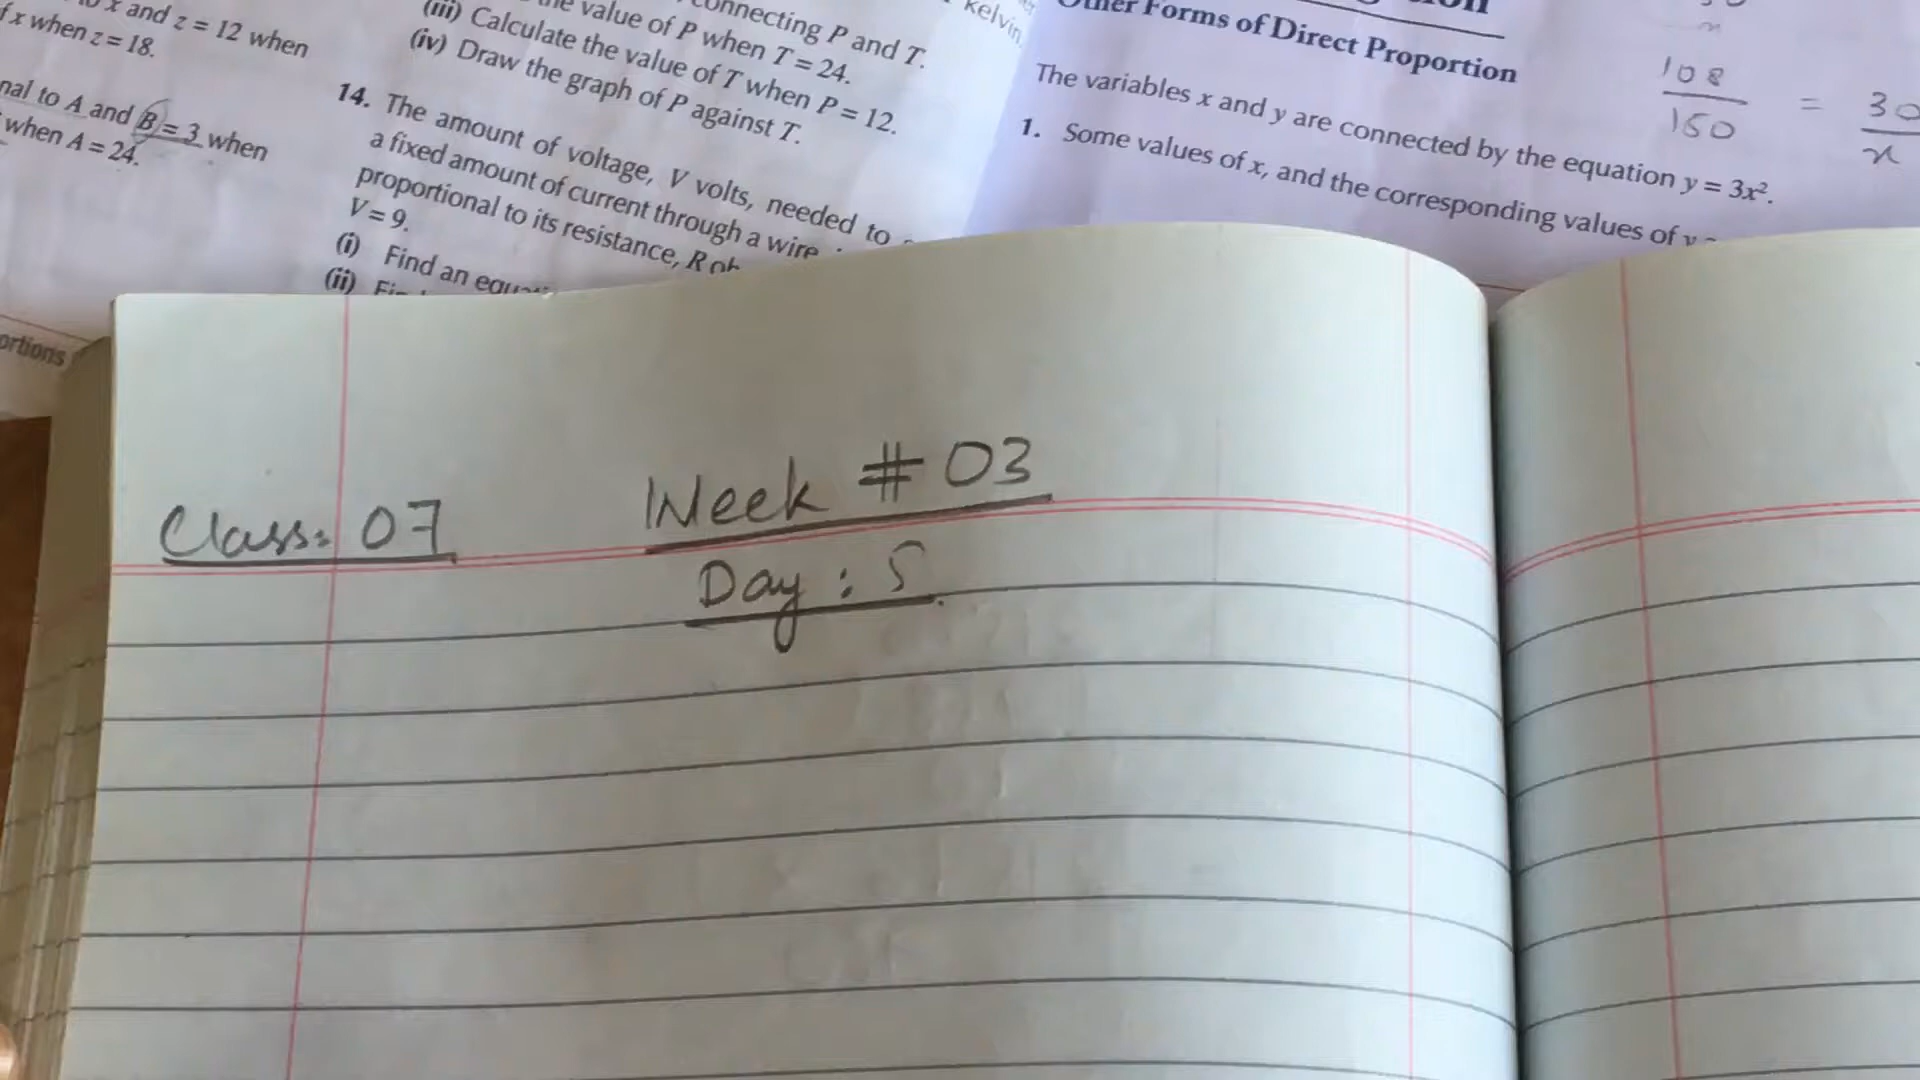 x and z = 12 when
x when z = 18.
to A and B = 3 when
when A = 24.
connecting P and T.
value of P when T = 24.
(iii) Calculate the value of T when P = 12.
(iv) Draw the graph of P against T.
14. The amount of voltage, V volts, needed to
a fixed amount of current through a wire
proportional to its resistance, R
V = 9.
(i) Find an
(ii)
kelvin
Forms of Direct Proportion
The variables x and y are connected by the equation y = 3x².
1. Some values of x, and the corresponding values of y
108
150
= 30
x
Class: 07
Week # 03
Day : 5